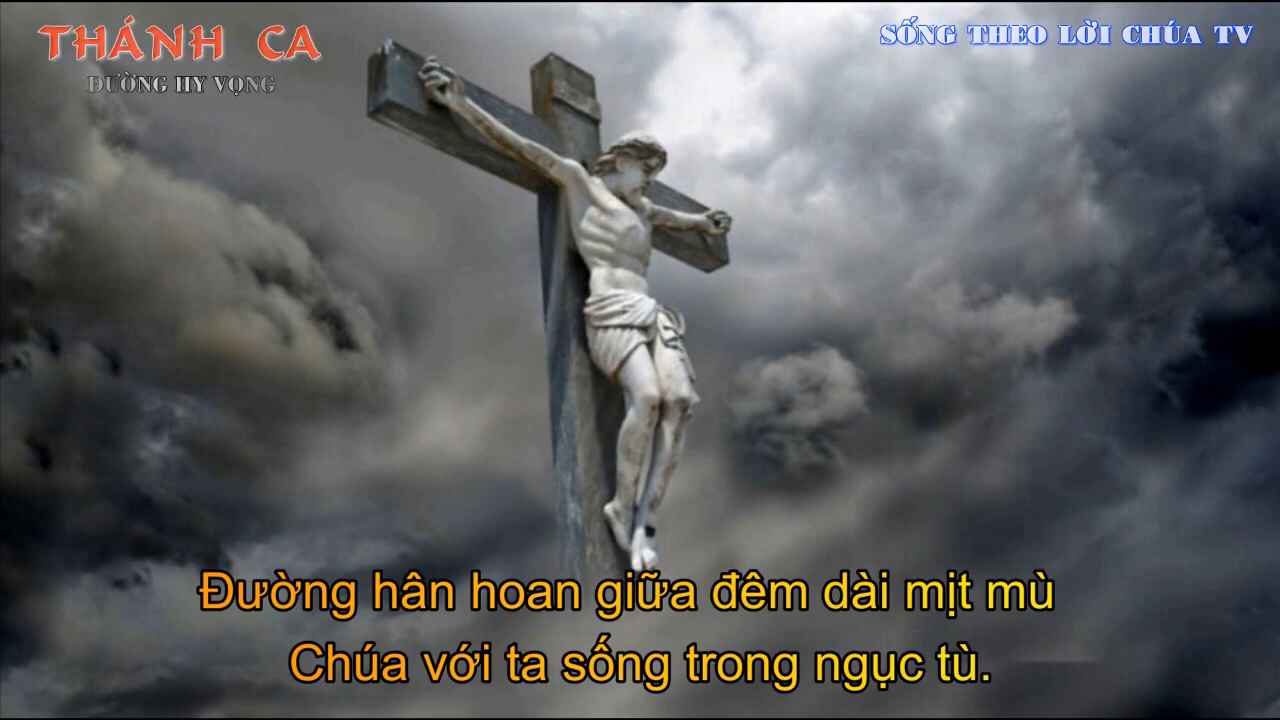 THÁNH CA
ĐƯỜNG HY VỌNG
SỐNG THEO LỜI CHÚA TV
Đường hân hoan giữa đêm dài mịt mù
Chúa với ta sống trong ngục tù.